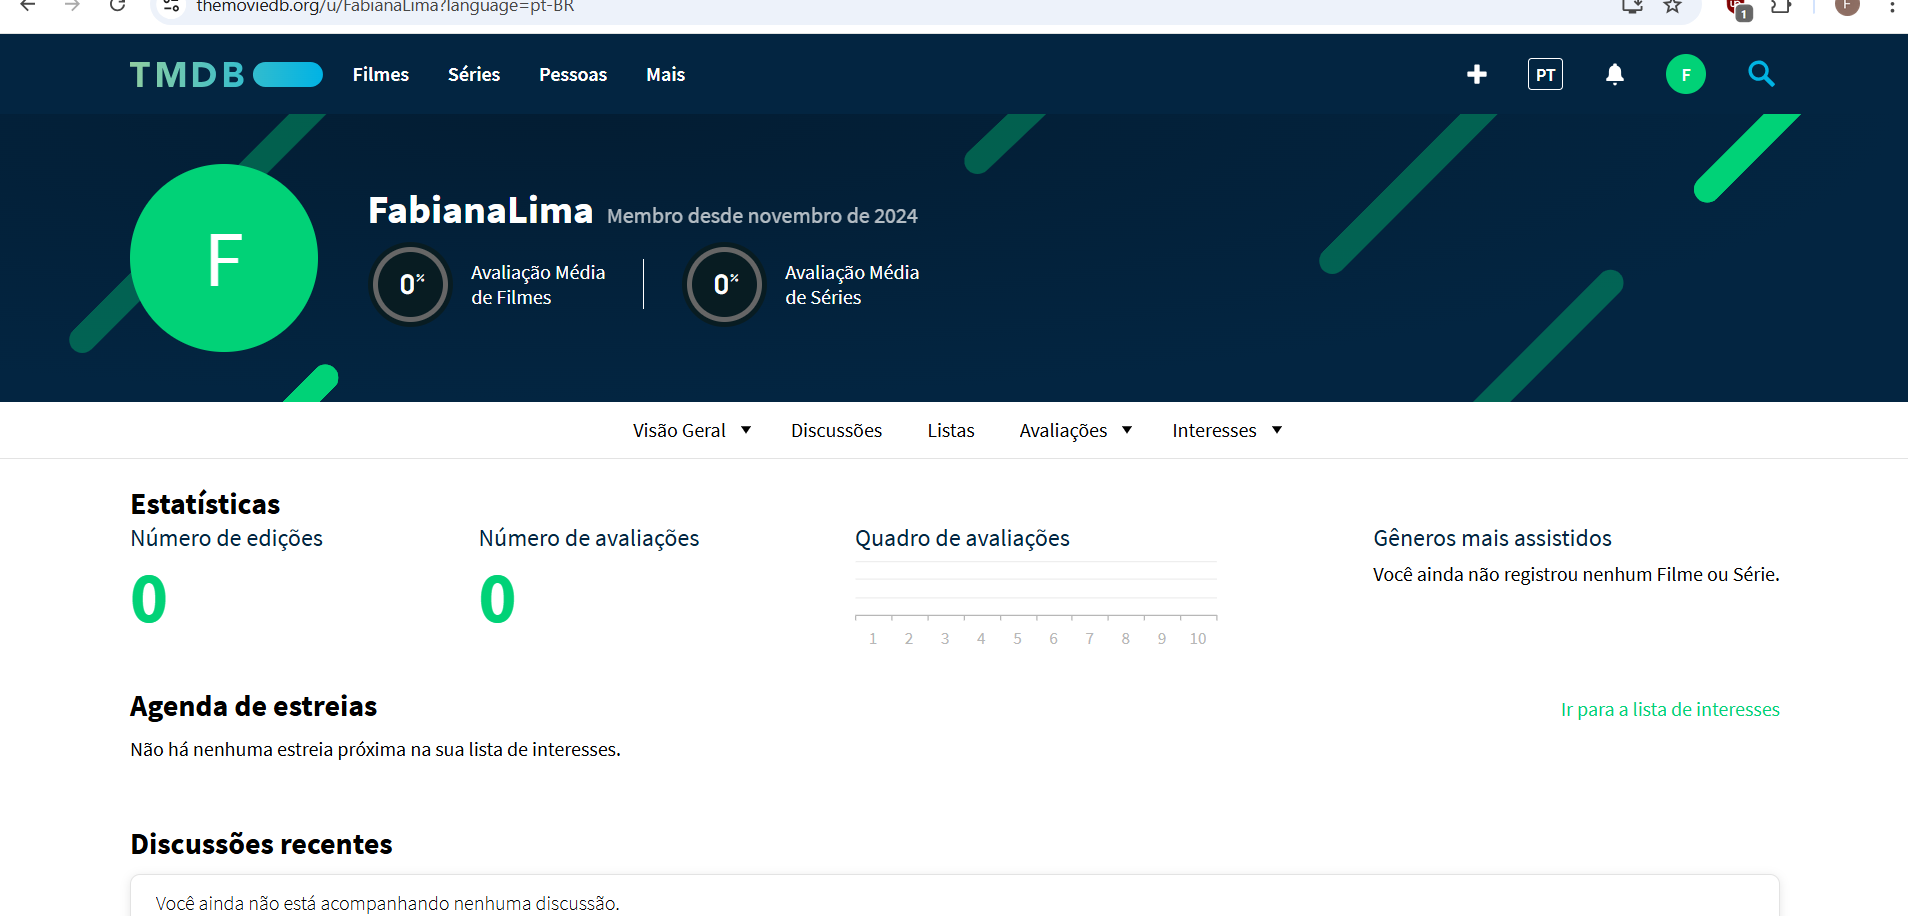 themoviedb.org/u/FabianaLima?language=pt-BR
1
F
TMDB
Filmes
Séries
Pessoas
Mais
PT
F
F
FabianaLima Membro desde novembro de 2024
0%
Avaliação Média
de Filmes
0%
Avaliação Média
de Séries
Visão Geral
Discussões
Listas
Avaliações
Interesses
Estatísticas
Número de edições
0
Número de avaliações
0
Quadro de avaliações
1 2 3 4 5 6 7 8 9 10
Gêneros mais assistidos
Você ainda não registrou nenhum Filme ou Série.
Agenda de estreias
Ir para a lista de interesses
Não há nenhuma estreia próxima na sua lista de interesses.
Discussões recentes
Você ainda não está acompanhando nenhuma discussão.